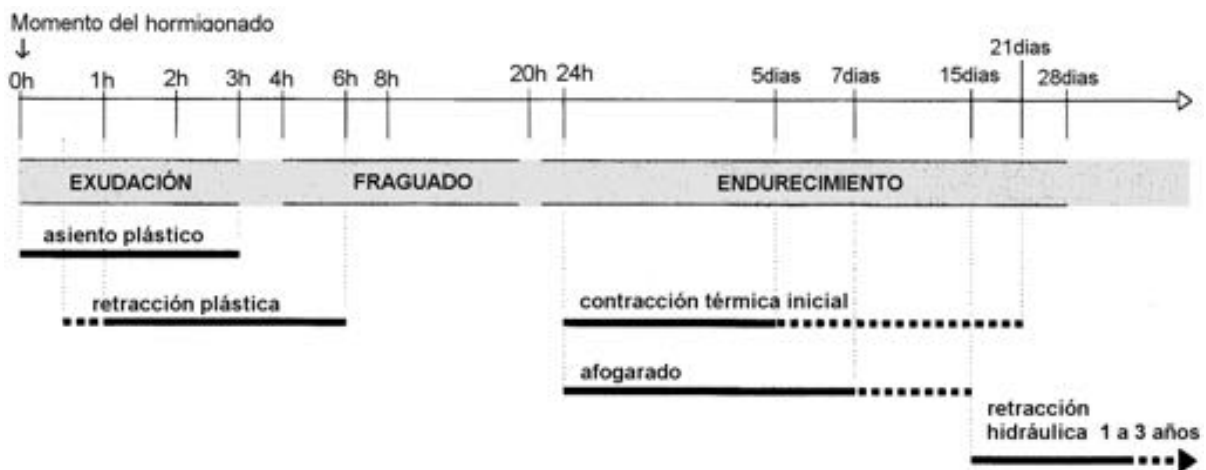 Momento del hormigonado
21dias
0h 1h 2h 3h 4h 6h 8h 20h 24h 5dias 7dias 15dias 28dias
EXUDACIÓN FRAGUADO ENDURECIMIENTO
asiento plástico
retracción plástica contracción térmica inicial
afogarado
retracción
hidráulica 1 a 3 años